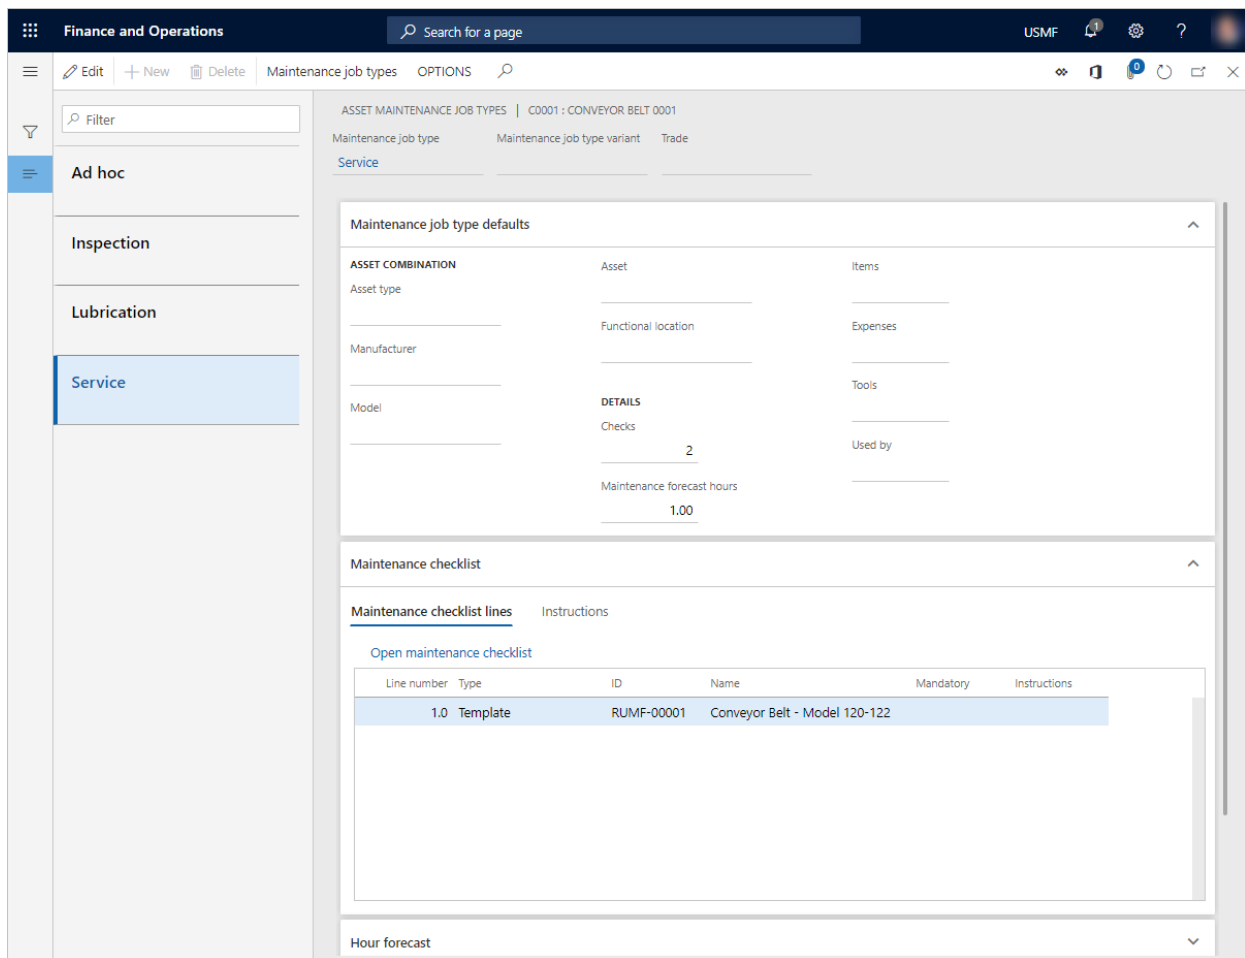 Finance and Operations
Search for a page
USMF
1
?
Edit
New
Delete
Maintenance job types
OPTIONS
0
Filter
Ad hoc
Inspection
Lubrication
Service
ASSET MAINTENANCE JOB TYPES | C0001 : CONVEYOR BELT 0001
Maintenance job type
Maintenance job type variant
Trade
Service
Maintenance job type defaults
ASSET COMBINATION
Asset type
Manufacturer
Model
Asset
Functional location
DETAILS
Checks
2
Maintenance forecast hours
1.00
Items
Expenses
Tools
Used by
Maintenance checklist
Maintenance checklist lines
Instructions
Open maintenance checklist
Line number Type ID Name Mandatory Instructions
1.0 Template RUMF-00001 Conveyor Belt - Model 120-122
Hour forecast